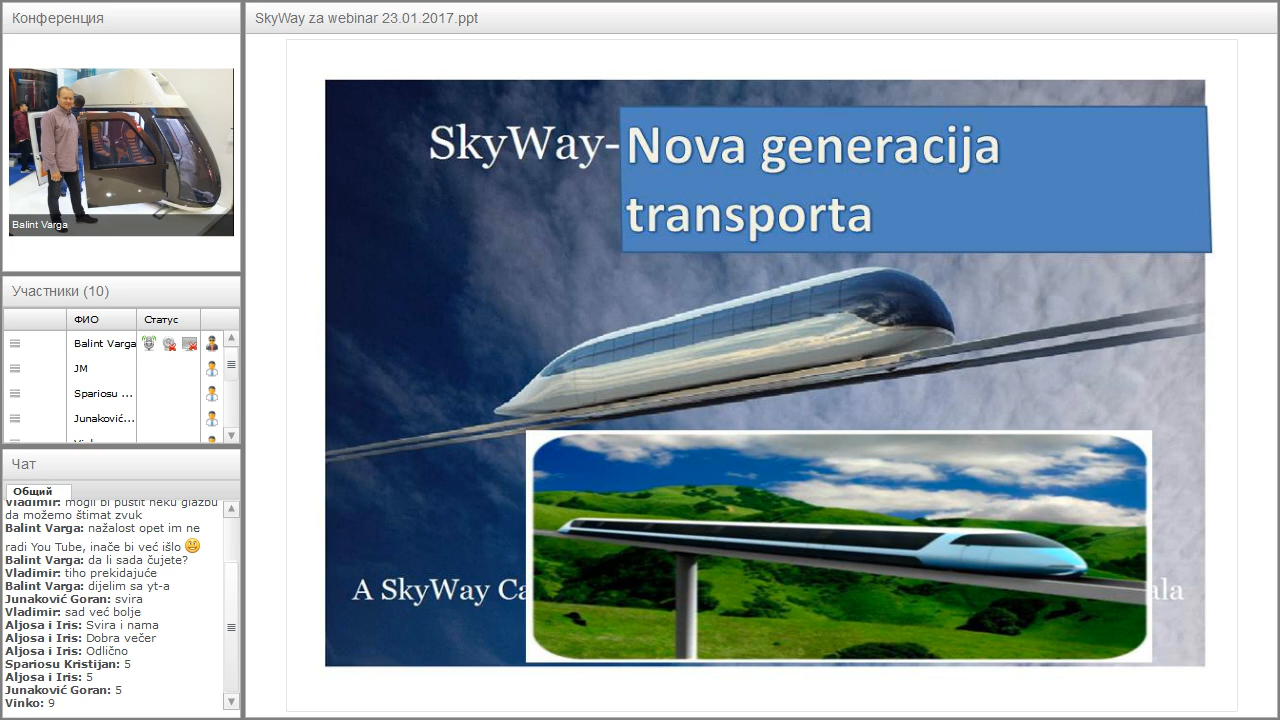 Конференция
Balint Varga
Участники (10)
ФИО Статус
Balint Varga
JM
Spariosu ...
Junaković...
Чат
Общий
Vladimir: mogli bi pustit neku glazbu
da možemo štimat zvuk
Balint Varga: nažalost opet im ne
radi You Tube, inače bi već išlo
Balint Varga: da li sada čujete?
Vladimir: tiho prekidajuće
Balint Varga: dijelim sa yt-a
Junaković Goran: svira
Vladimir: sad već bolje
Aljosa i Iris: Svira i nama
Aljosa i Iris: Dobra večer
Aljosa i Iris: Odlično
Spariosu Kristijan: 5
Aljosa i Iris: 5
Junaković Goran: 5
Vinko: 9
SkyWay za webinar 23.01.2017.ppt
SkyWay- Nova generacija
transporta
A SkyWay Ca ala